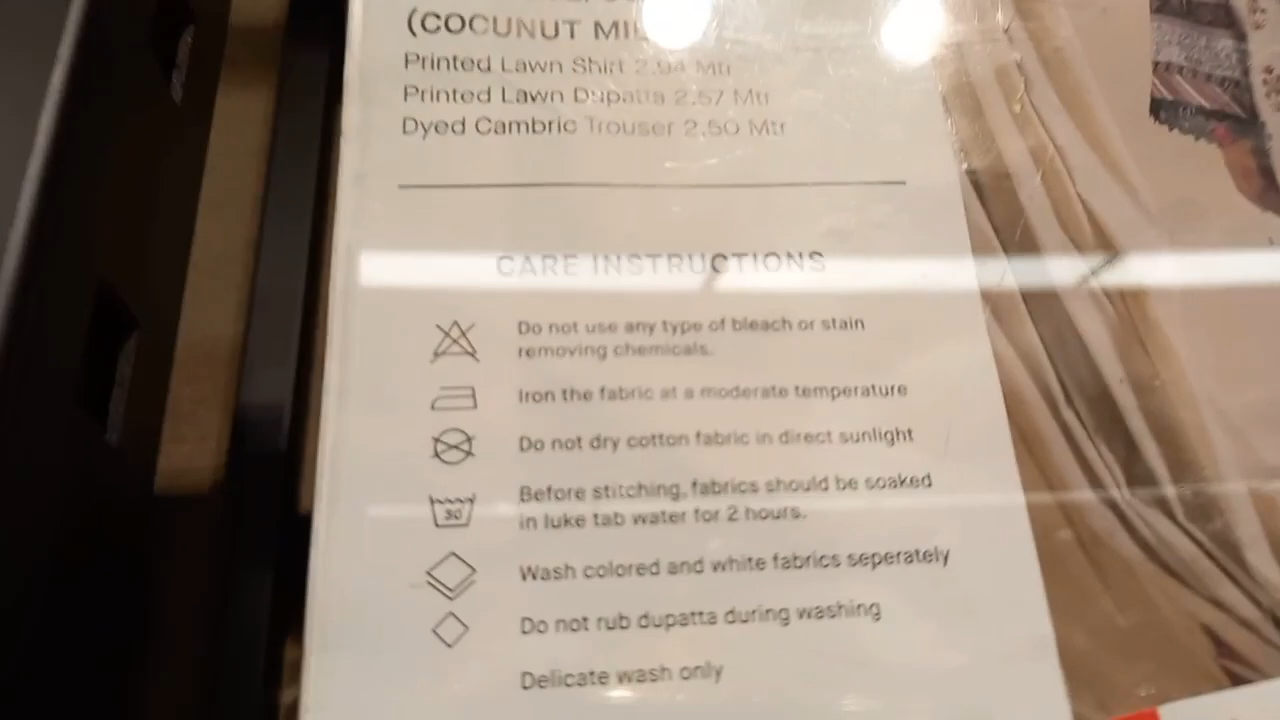 (COCUNUT
Printed Lawn Shirt 2.94 Mtr
Printed Lawn Dupatta 2.57 Mtr
Dyed Cambric Trouser 2.50 Mtr
CARE INSTRUCTIONS
Do not use any type of bleach or stain
removing chemicals.
Iron the fabric at a moderate temperature
Do not dry cotton fabric in direct sunlight
Before stitching, fabrics should be soaked
30
in luke tab water for 2 hours.
Wash colored and white fabrics seperately
Do not rub dupatta during washing
Delicate wash only